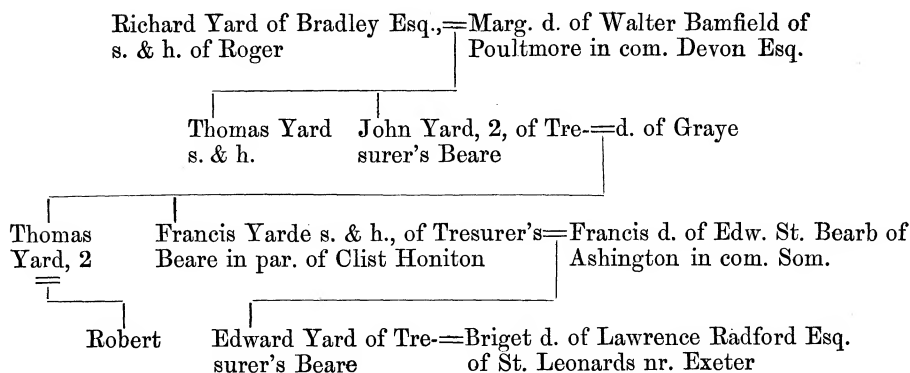 Richard Yard of Bradley Esq.,=Marg. d. of Walter Bamfield of
s. & h. of Roger Poultmore in com. Devon Esq.
Thomas Yard John Yard, 2, of Tre-=d. of Graye
s. & h. surer's Beare
Thomas Francis Yarde s. & h., of Tresurer's=Francis d. of Edw. St. Bearb of
Yard, 2 Beare in par. of Clist Honiton Ashington in com. Som.
=
Robert Edward Yard of Tre-=Briget d. of Lawrence Radford Esq.
surer's Beare of St. Leonards nr. Exeter